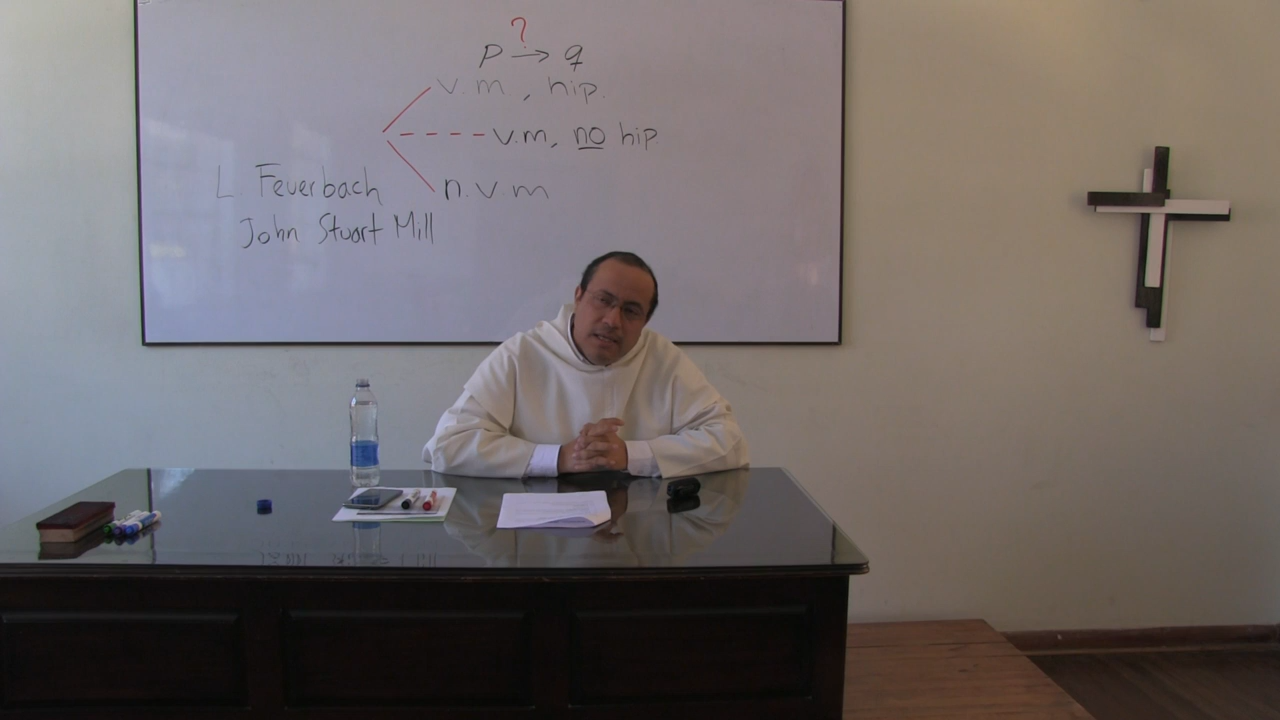 ?
p → q
v.m., hip.
v.m, no hip
n.v.m
L. Feuerbach
John Stuart Mill